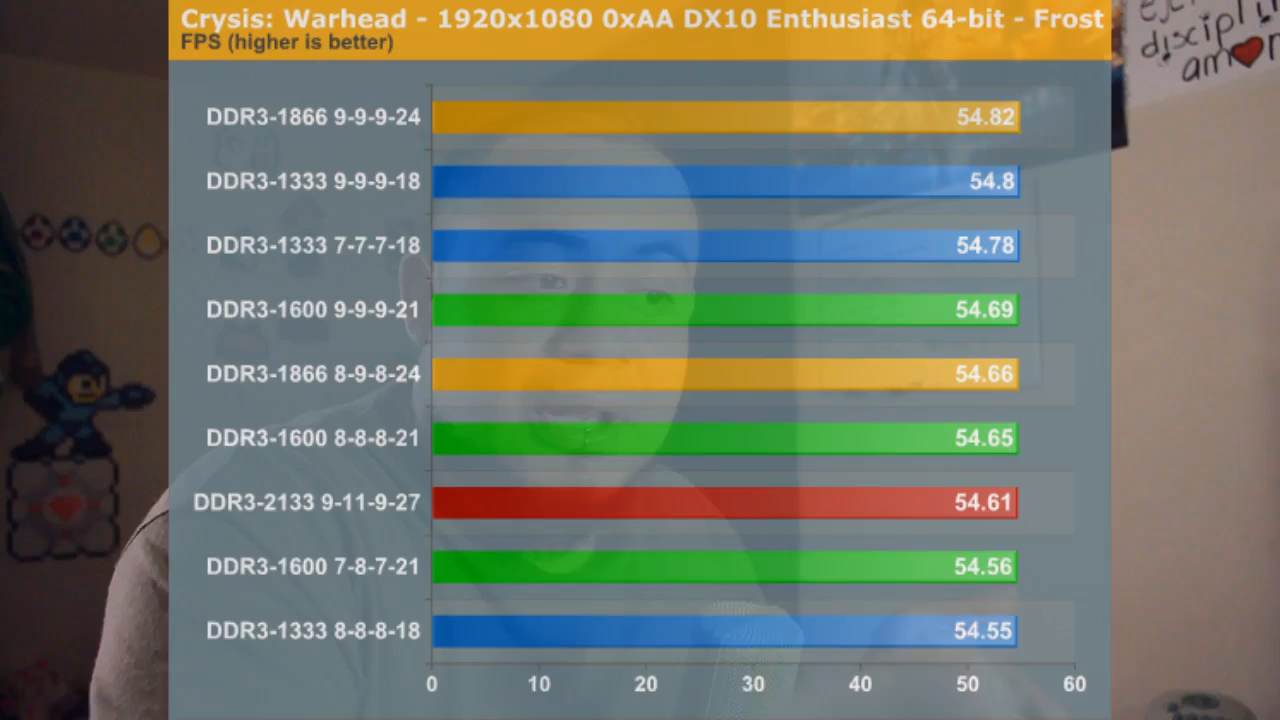 Crysis: Warhead - 1920x1080 0xAA DX10 Enthusiast 64-bit - Frost
FPS (higher is better)
DDR3-1866 9-9-9-24 54.82
DDR3-1333 9-9-9-18 54.8
DDR3-1333 7-7-7-18 54.78
DDR3-1600 9-9-9-21 54.69
DDR3-1866 8-9-8-24 54.66
DDR3-1600 8-8-8-21 54.65
DDR3-2133 9-11-9-27 54.61
DDR3-1600 7-8-7-21 54.56
DDR3-1333 8-8-8-18 54.55
0 10 20 30 40 50 60